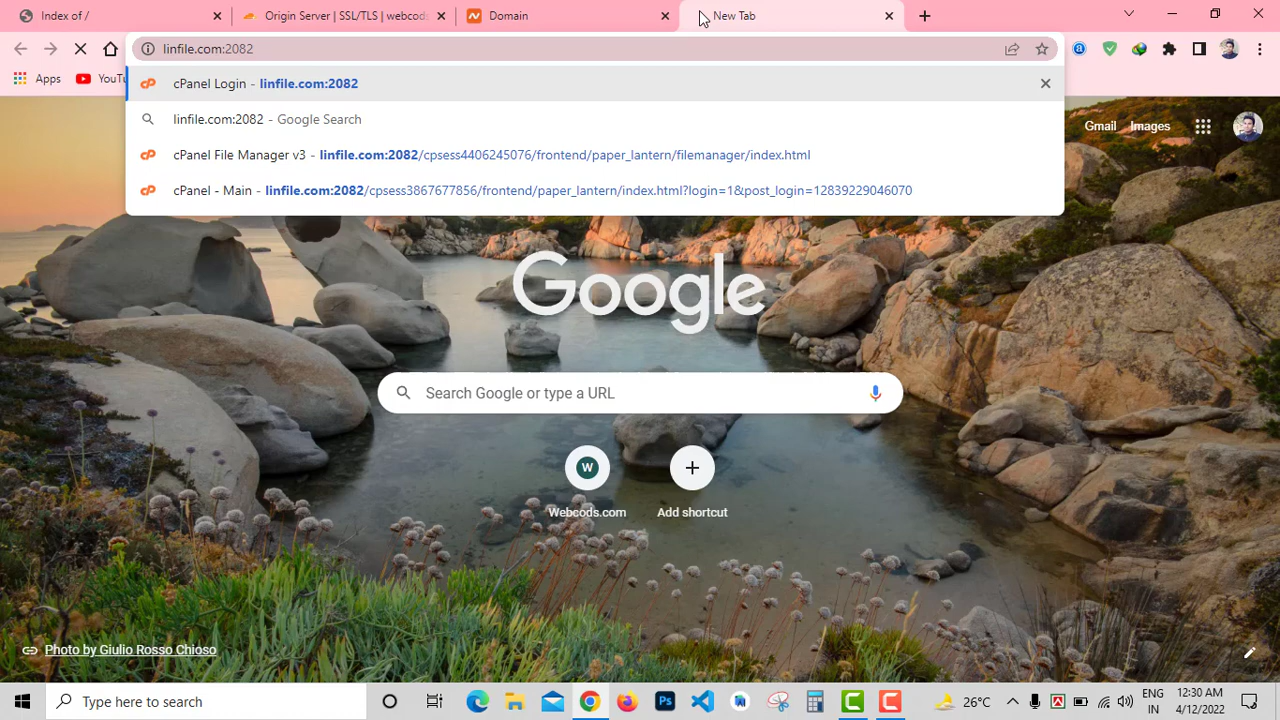 Index of /
Origin Server | SSL/TLS | webcods
Domain
New Tab
linfile.com:2082
Apps
YouTu
cPanel Login - linfile.com:2082
linfile.com:2082 - Google Search
cPanel File Manager v3 - linfile.com:2082/cpsess4406245076/frontend/paper_lantern/filemanager/index.html
cPanel - Main - linfile.com:2082/cpsess3867677856/frontend/paper_lantern/index.html?login=1&post_login=12839229046070
Gmail
Images
Google
Search Google or type a URL
W
Webcods.com
Add shortcut
Photo by Giulio Rosso Chioso
Type here to search
Ps
26°C
ENG
IN
12:30 AM
4/12/2022